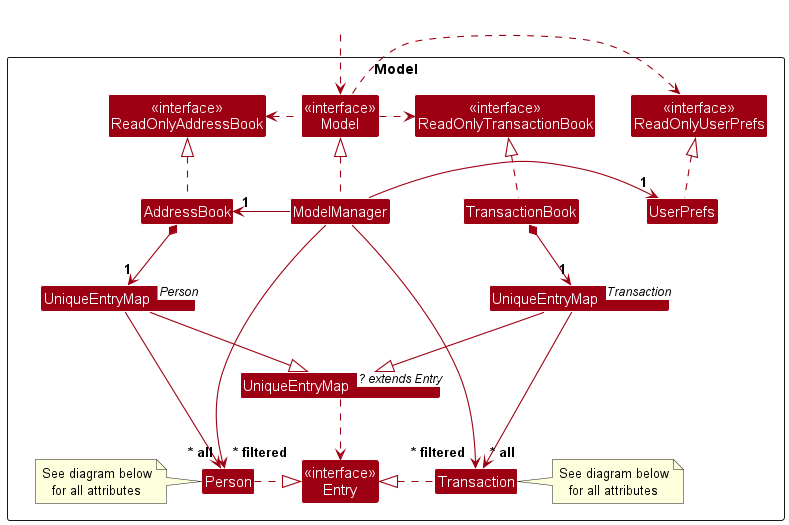 Model
«interface»
ReadOnlyAddressBook
«interface»
Model
«interface»
ReadOnlyTransactionBook
«interface»
ReadOnlyUserPrefs
1
1
AddressBook
ModelManager
TransactionBook
UserPrefs
1
1
UniqueEntryMap
Person
UniqueEntryMap
Transaction
UniqueEntryMap
? extends Entry
* all
* filtered
* filtered
* all
See diagram below
for all attributes
Person
«interface»
Entry
Transaction
See diagram below
for all attributes